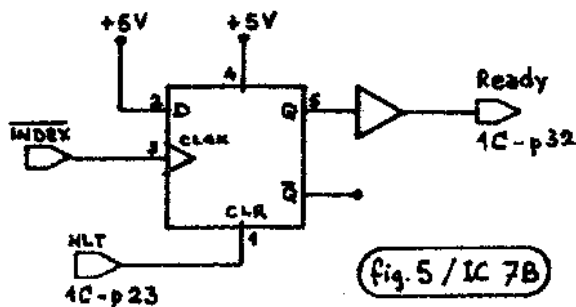 +5V
+5V
4
2
D
Q
5
Ready
INDEX
3
CLCK
4C-p32
Q
CLR
HLT
1
4C-p23
fig. 5 / IC 7B